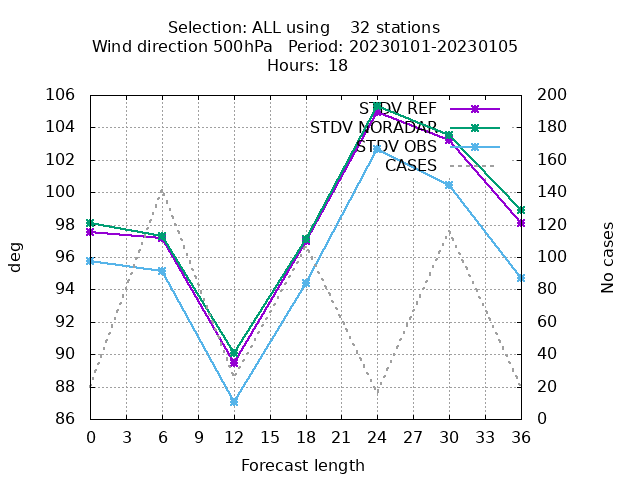 Selection: ALL using    32 stations
Wind direction 500hPa   Period: 20230101-20230105
Hours:  18
106
104
102
100
98
96
94
92
90
88
86
deg
200
180
160
140
120
100
80
60
40
20
0
No cases
STDV REF
STDV NORADAR
STDV OBS
CASES
0 3 6 9 12 15 18 21 24 27 30 33 36
Forecast length